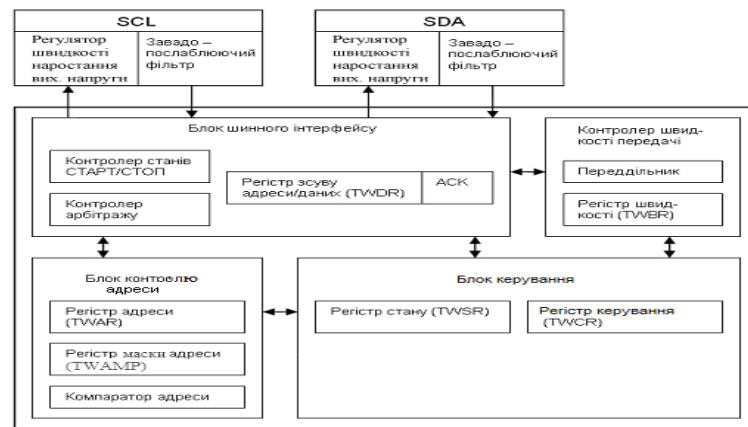 SCL
Регулятор
швидкості
наростання
вих. напруги
Завадо –
послаблюючий
фільтр
SDA
Регулятор
швидкості
наростання
вих. напруги
Завадо –
послаблюючий
фільтр
Блок шинного інтерфейсу
Контролер станів
СТАРТ/СТОП
Контролер
арбітражу
Регістр зсуву
адреси/даних (TWDR)
ACK
Контролер швид-
кості передачі
Переддільник
Регістр швид-
кості (TWBR)
Блок контролю
адреси
Регістр адреси
(TWAR)
Регістр маски адреси
(TWAMP)
Компаратор адреси
Блок керування
Регістр стану (TWSR)
Регістр керування
(TWCR)